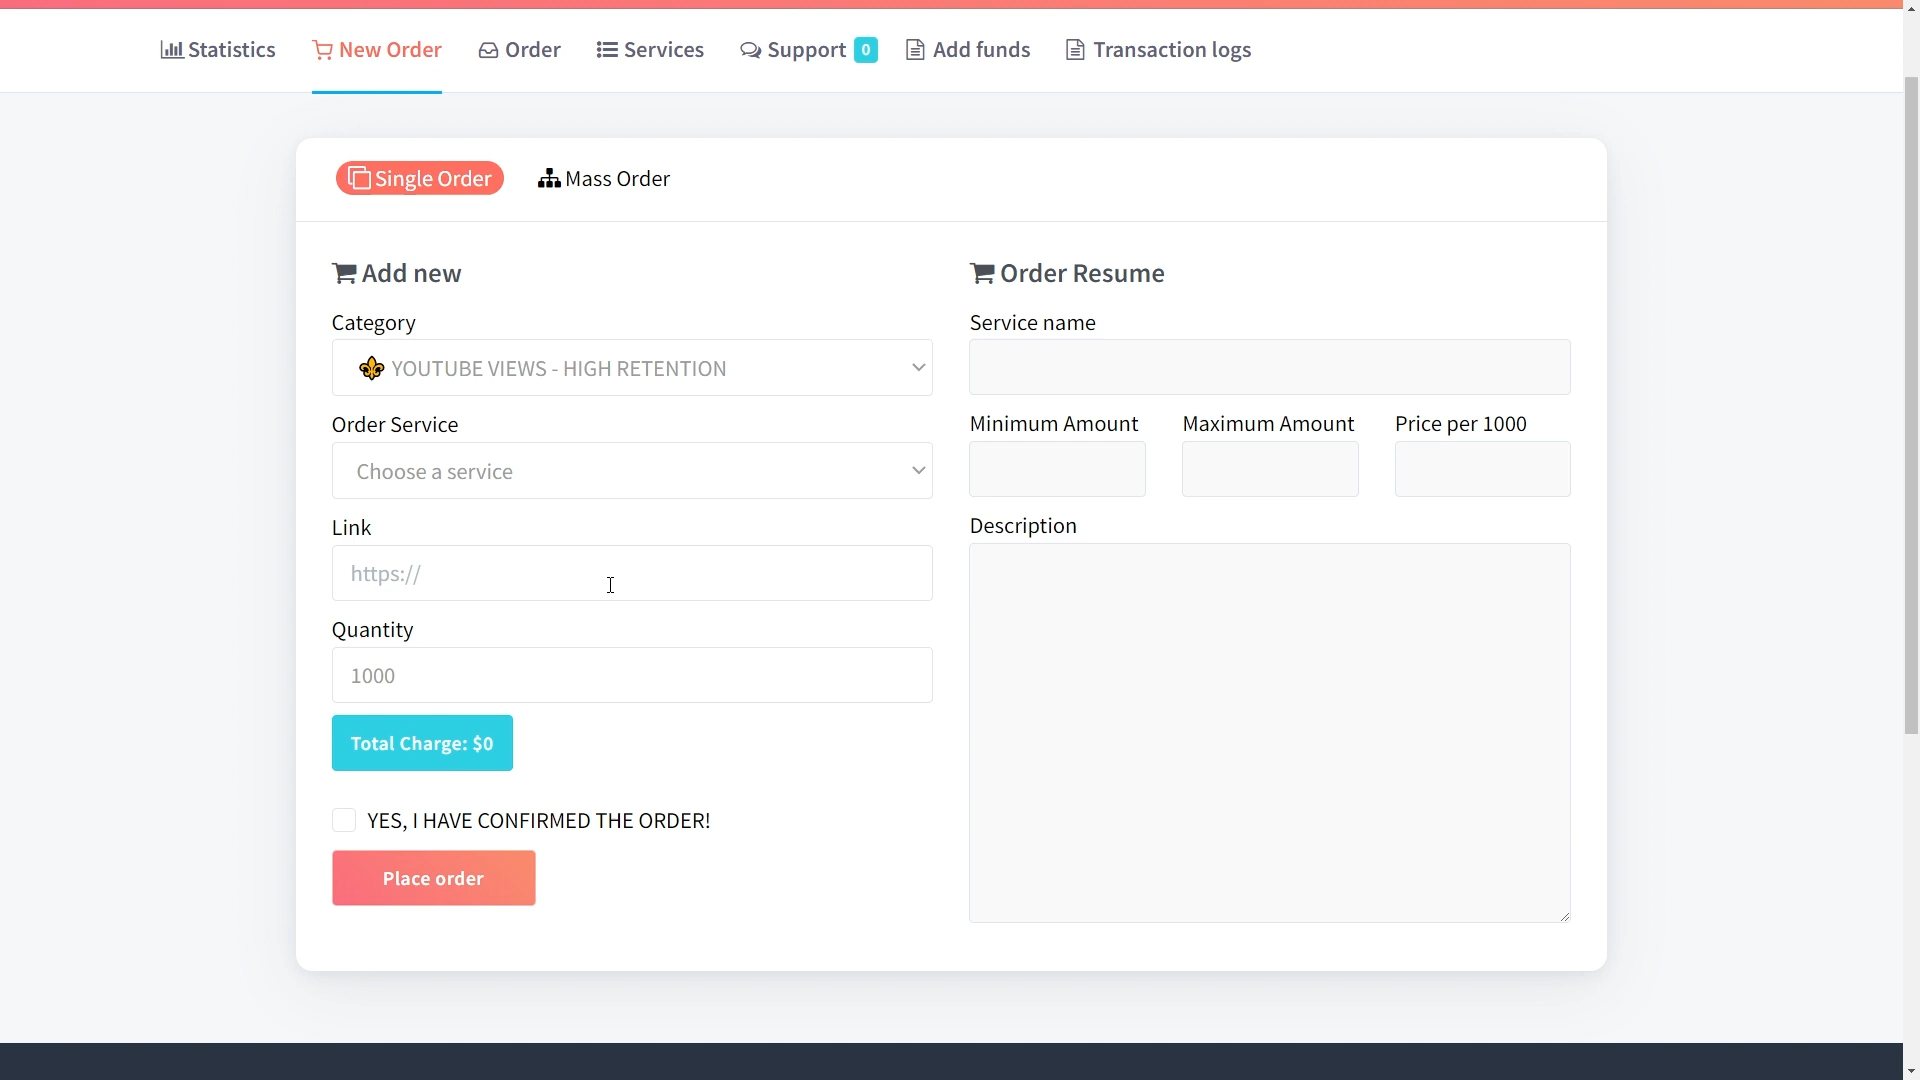 Statistics
New Order
Order
Services
Support 0
Add funds
Transaction logs
Single Order
Mass Order
Add new
Category
YOUTUBE VIEWS - HIGH RETENTION
Order Service
Choose a service
Link
https://
Quantity
1000
Total Charge: $0
YES, I HAVE CONFIRMED THE ORDER!
Place order
Order Resume
Service name
Minimum Amount
Maximum Amount
Price per 1000
Description